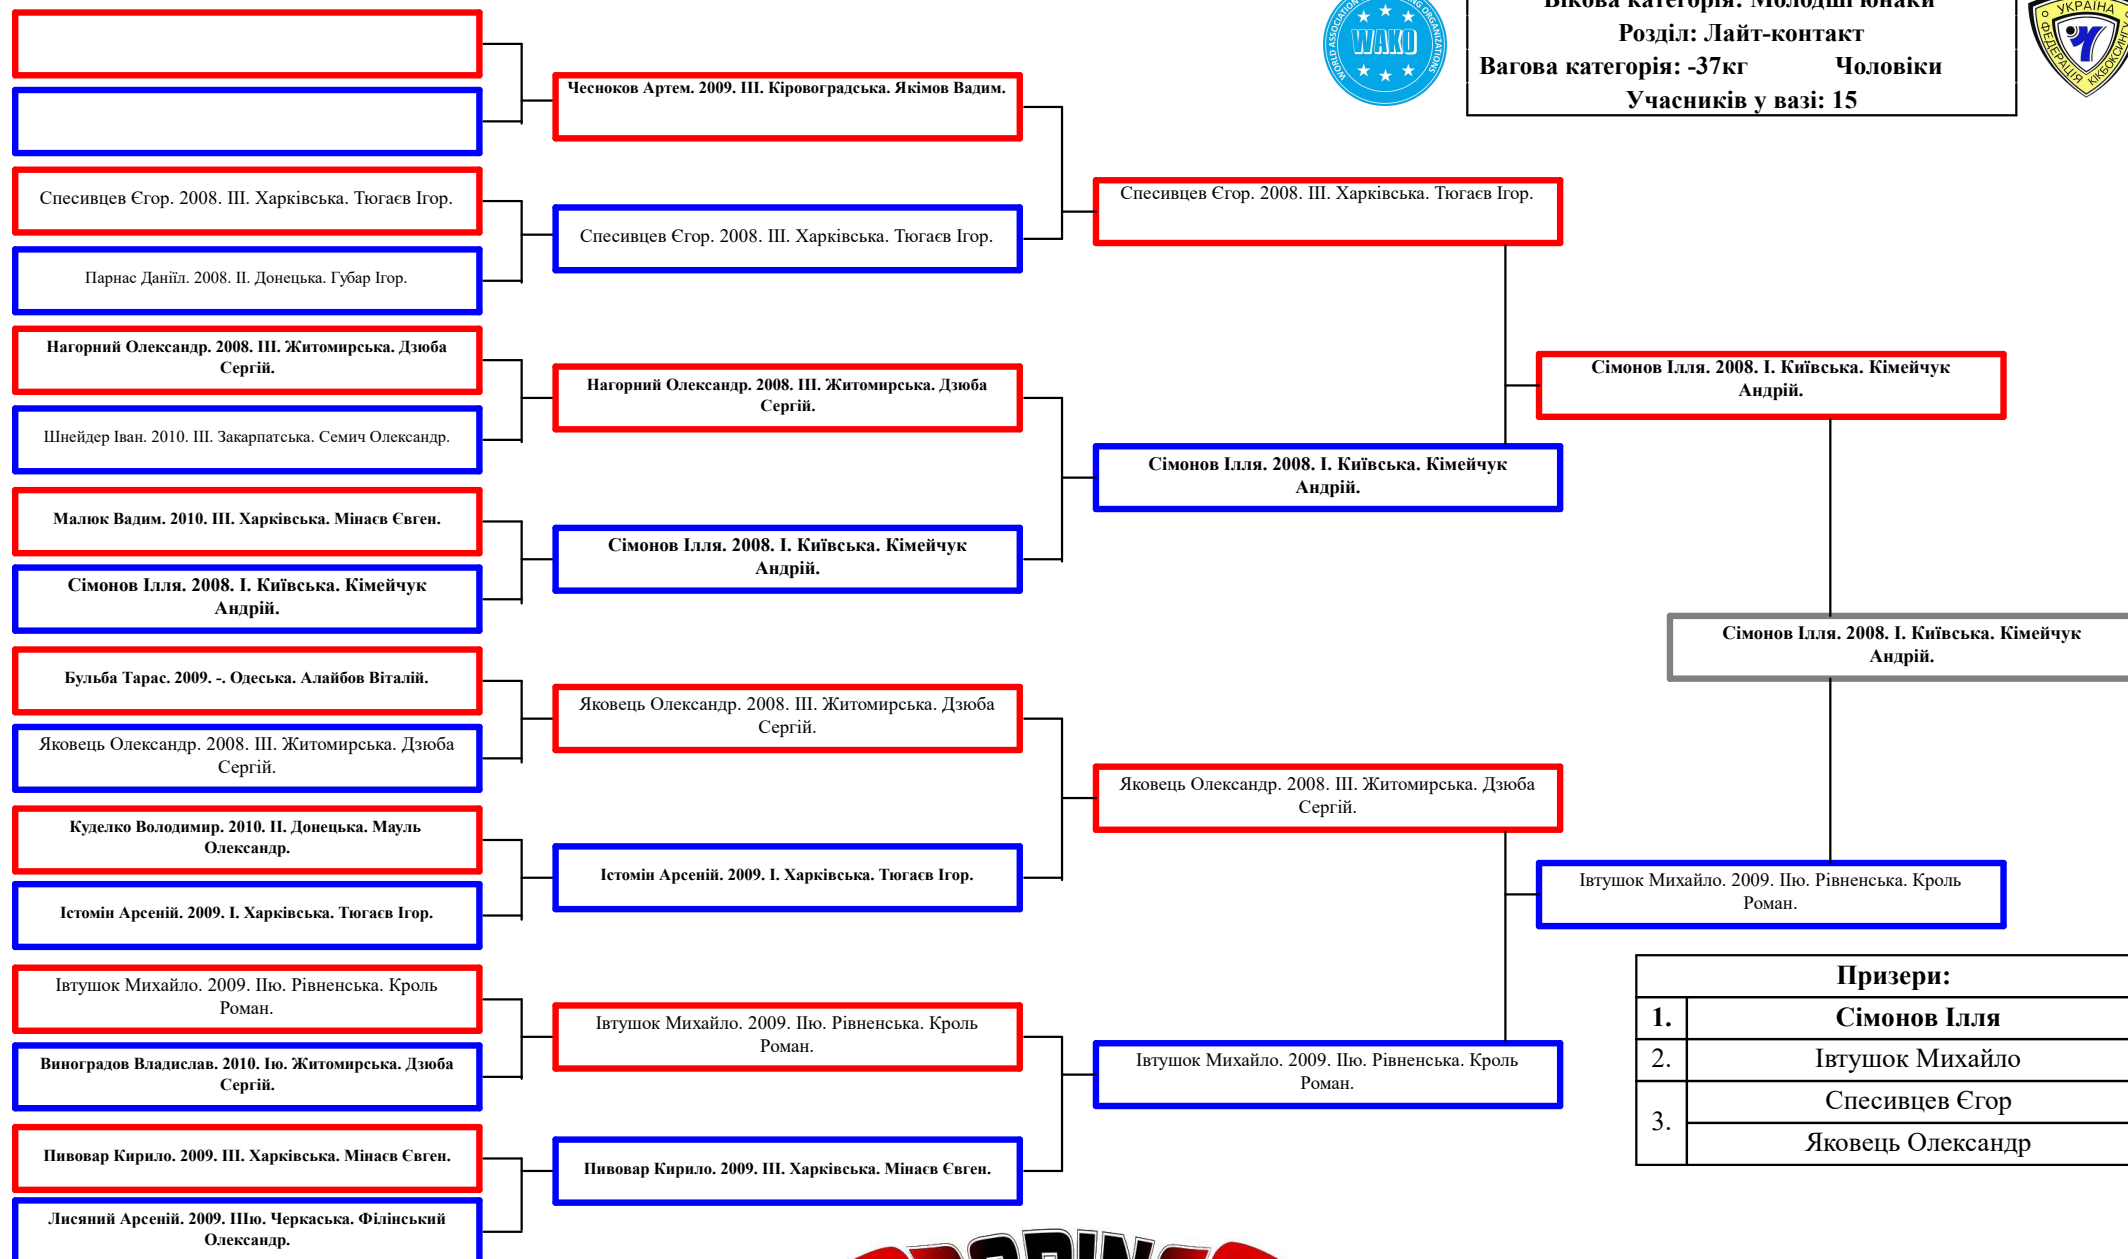 Вікова категорія: Молодші юнаки
Розділ: Лайт-контакт
Вагова категорія: -37кг Чоловіки
Учасників у вазі: 15
WAKO
УКРАЇНА
ФЕДЕРАЦІЯ КІКБОКСИНГУ
Спесивцев Єгор. 2008. III. Харківська. Тюгаєв Ігор.
Парнас Даніїл. 2008. II. Донецька. Губар Ігор.
Нагорний Олександр. 2008. III. Житомирська. Дзюба
Сергій.
Шнейдер Іван. 2010. III. Закарпатська. Семич Олександр.
Малюк Вадим. 2010. III. Харківська. Мінаєв Євген.
Сімонов Ілля. 2008. I. Київська. Кімейчук
Андрій.
Бульба Тарас. 2009. -. Одеська. Алайбов Віталій.
Яковець Олександр. 2008. III. Житомирська. Дзюба
Сергій.
Куделко Володимир. 2010. II. Донецька. Мауль
Олександр.
Істомін Арсеній. 2009. I. Харківська. Тюгаєв Ігор.
Івтушок Михайло. 2009. IIю. Рівненська. Кроль
Роман.
Виноградов Владислав. 2010. Iю. Житомирська. Дзюба
Сергій.
Пивовар Кирило. 2009. III. Харківська. Мінаєв Євген.
Лисяний Арсеній. 2009. IIIю. Черкаська. Філінський
Олександр.
Чесноков Артем. 2009. III. Кіровоградська. Якімов Вадим.
Спесивцев Єгор. 2008. III. Харківська. Тюгаєв Ігор.
Нагорний Олександр. 2008. III. Житомирська. Дзюба
Сергій.
Сімонов Ілля. 2008. I. Київська. Кімейчук
Андрій.
Яковець Олександр. 2008. III. Житомирська. Дзюба
Сергій.
Істомін Арсеній. 2009. I. Харківська. Тюгаєв Ігор.
Івтушок Михайло. 2009. IIю. Рівненська. Кроль
Роман.
Пивовар Кирило. 2009. III. Харківська. Мінаєв Євген.
Спесивцев Єгор. 2008. III. Харківська. Тюгаєв Ігор.
Сімонов Ілля. 2008. I. Київська. Кімейчук
Андрій.
Яковець Олександр. 2008. III. Житомирська. Дзюба
Сергій.
Івтушок Михайло. 2009. IIю. Рівненська. Кроль
Роман.
Сімонов Ілля. 2008. I. Київська. Кімейчук
Андрій.
Івтушок Михайло. 2009. IIю. Рівненська. Кроль
Роман.
Сімонов Ілля. 2008. I. Київська. Кімейчук
Андрій.
Призери:
1. Сімонов Ілля
2. Івтушок Михайло
3. Спесивцев Єгор
Яковець Олександр